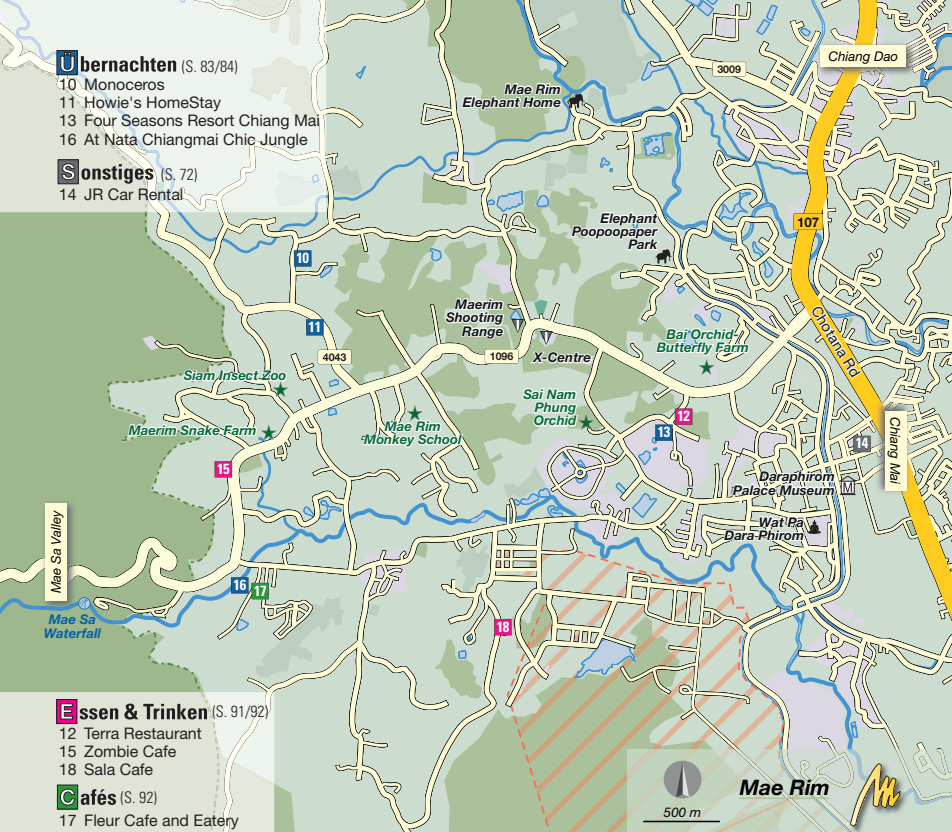 Übernachten (S. 83/84)
10 Monoceros
11 Howie's HomeStay
13 Four Seasons Resort Chiang Mai
16 At Nata Chiangmai Chic Jungle
Sonstiges (S. 72)
14 JR Car Rental
3009
Chiang Dao
Mae Rim
Elephant Home
107
Elephant
Poopoopaper
Park
10
Maerim
Shooting
Range
11
Chotana Rd
Bai Orchid-
Butterfly Farm
4043
1096
X-Centre
Siam Insect Zoo
Sai Nam
Phung
Orchid
12
Mae Rim
Monkey School
Maerim Snake Farm
13
14
Chiang Mai
15
Daraphirom
Palace Museum
M
Wat Pa
Dara-Phirom
Mae Sa Valley
16
17
Mae Sa
Waterfall
18
Essen & Trinken (S. 91/92)
12 Terra Restaurant
15 Zombie Cafe
18 Sala Cafe
Cafés (S. 92)
17 Fleur Cafe and Eatery
Mae Rim
500 m